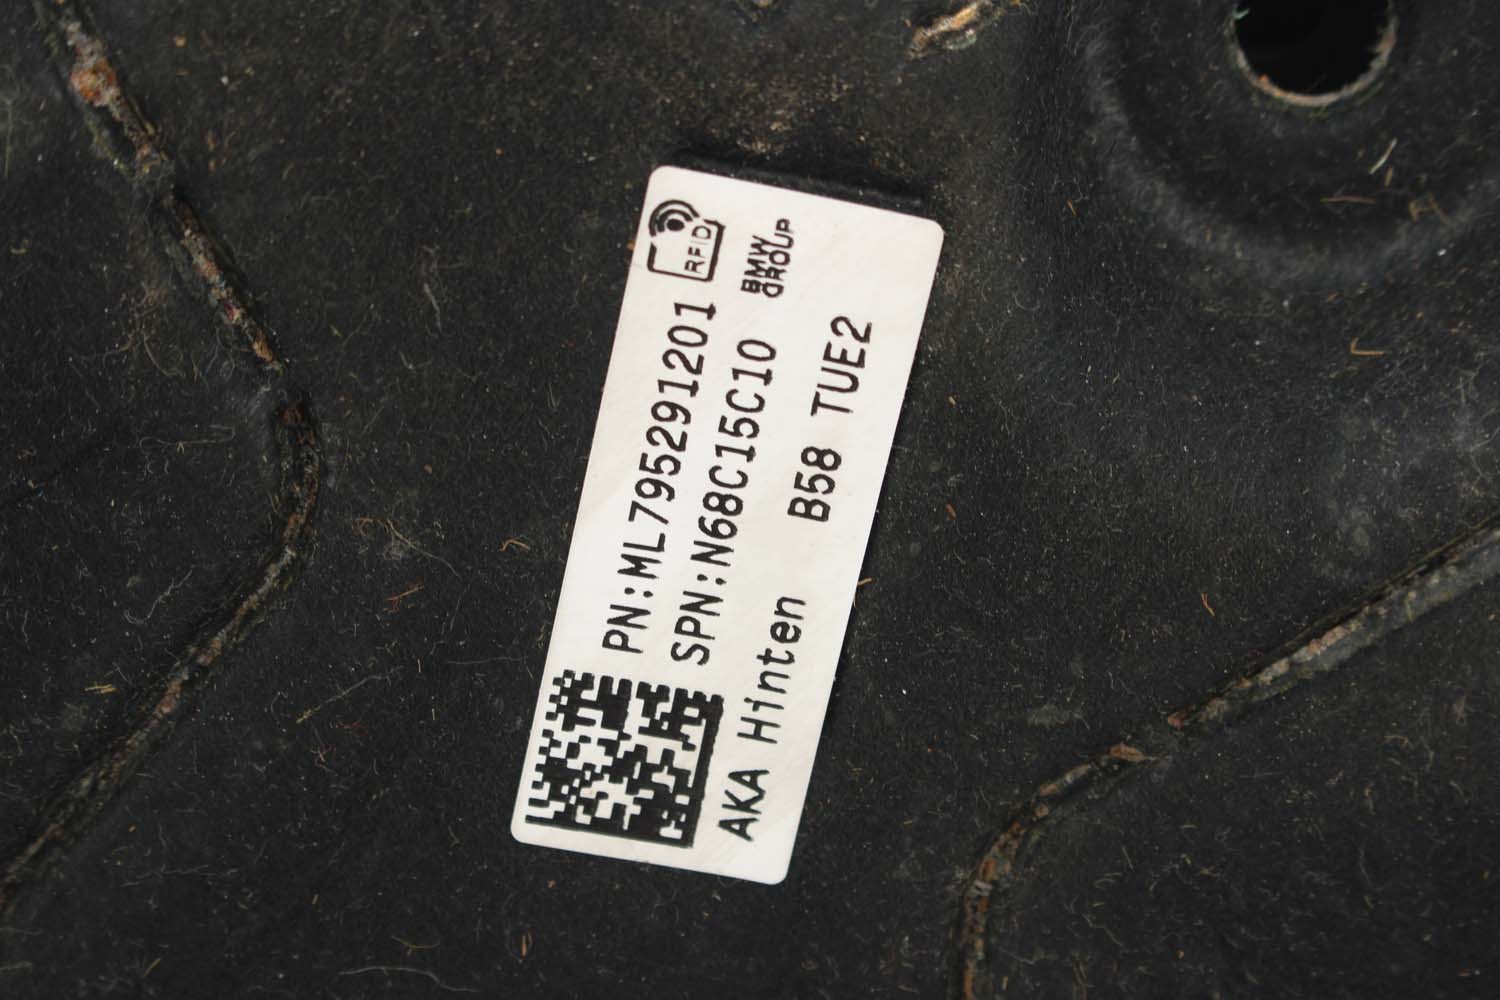 RFID
BMW
GROUP
PN:ML795291201
SPN:N68C15C10
AKA Hinten B58 TUE2